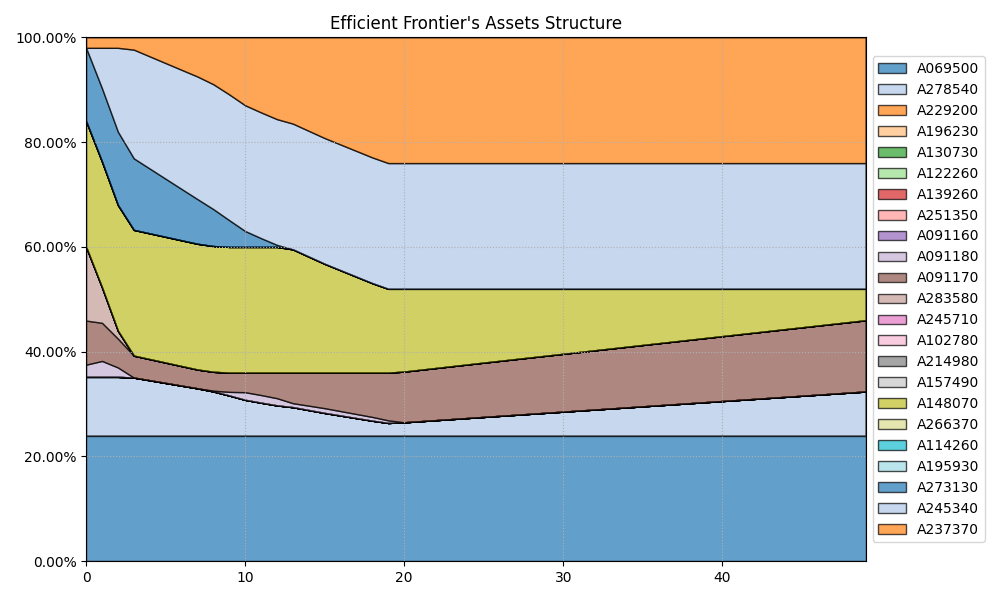 Efficient Frontier's Assets Structure
100.00%
80.00%
60.00%
40.00%
20.00%
0.00%
0 10 20 30 40
A069500
A278540
A229200
A196230
A130730
A122260
A139260
A251350
A091160
A091180
A091170
A283580
A245710
A102780
A214980
A157490
A148070
A266370
A114260
A195930
A273130
A245340
A237370